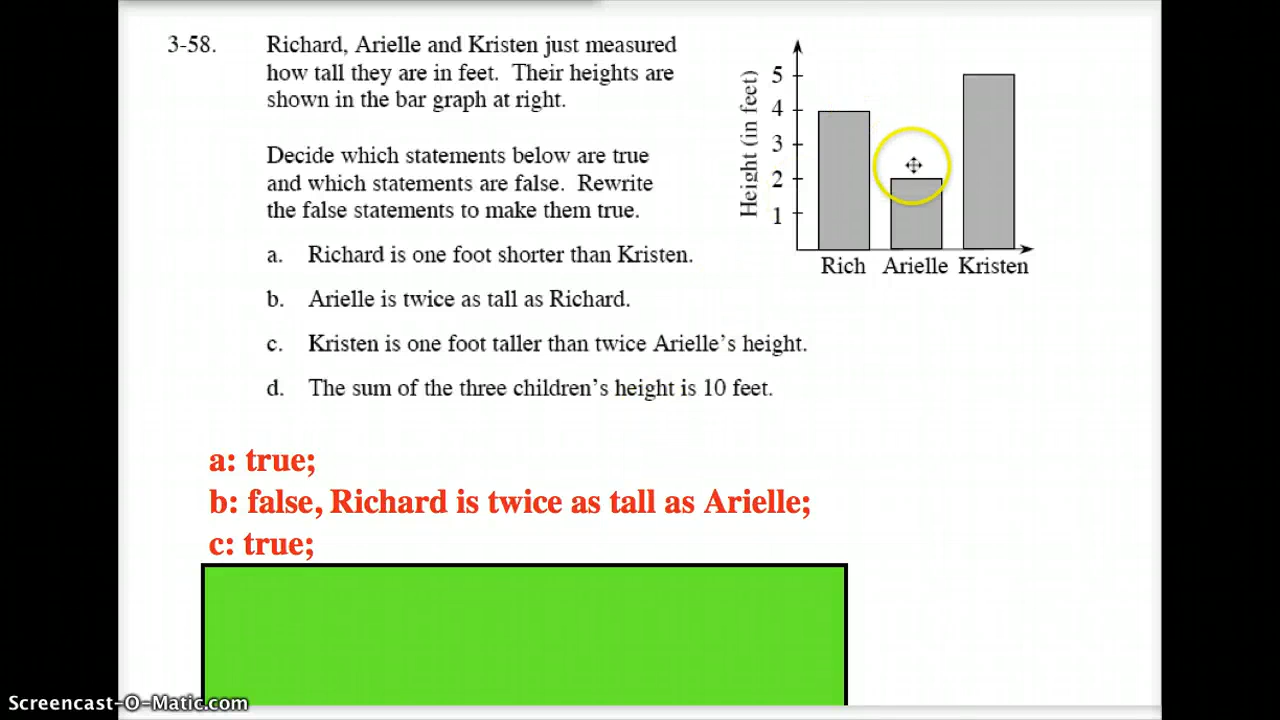 3-58. Richard, Arielle and Kristen just measured
how tall they are in feet. Their heights are
shown in the bar graph at right.
Decide which statements below are true
and which statements are false. Rewrite
the false statements to make them true.
a. Richard is one foot shorter than Kristen.
b. Arielle is twice as tall as Richard.
c. Kristen is one foot taller than twice Arielle's height.
d. The sum of the three children's height is 10 feet.
Height (in feet)
5
4
3
2
1
Rich Arielle Kristen
a: true;
b: false, Richard is twice as tall as Arielle;
c: true;
Screencast-O-Matic.com